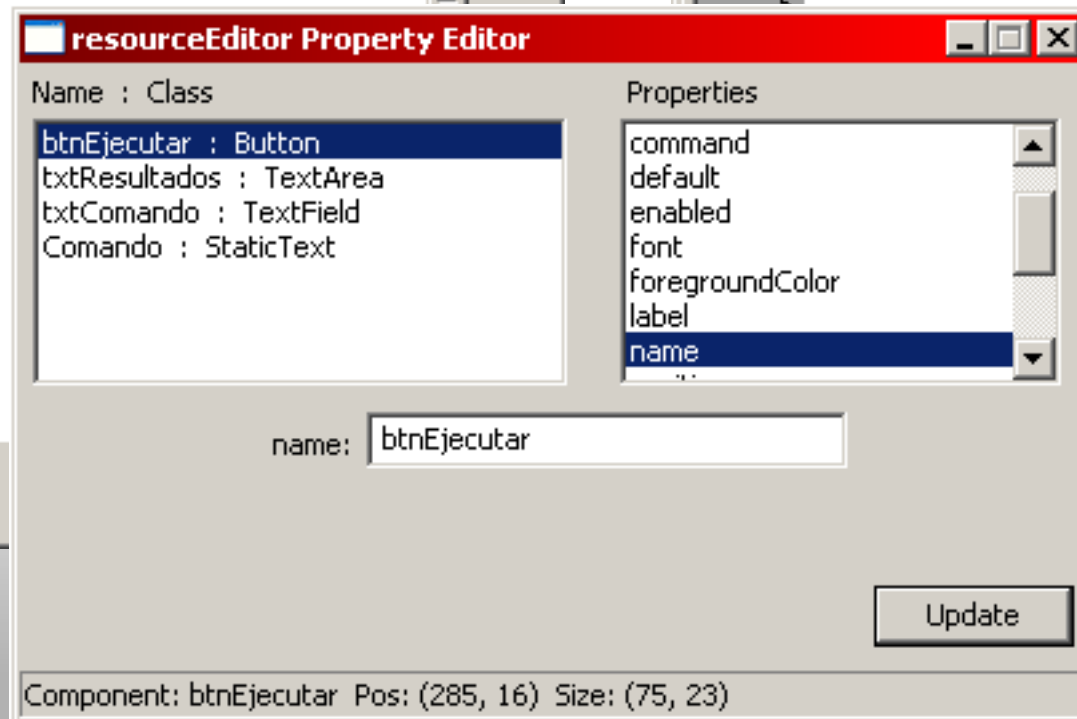 resourceEditor Property Editor
Name : Class
btnEjecutar : Button
txtResultados : TextArea
txtComando : TextField
Comando : StaticText
Properties
command
default
enabled
font
foregroundColor
label
name
name: btnEjecutar
Update
Component: btnEjecutar Pos: (285, 16) Size: (75, 23)